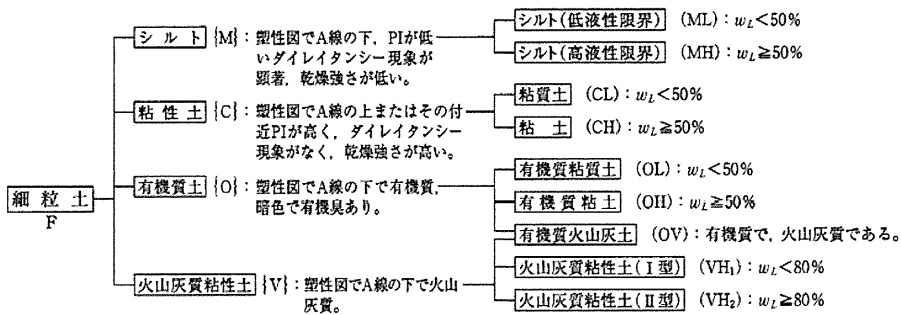 細粒土
F
シルト {M}：塑性図でA線の下，PIが低
いダイレイタンシー現象が
顕著，乾燥強さが低い。
シルト(低液性限界) (ML)：w_L＜50%
シルト(高液性限界) (MH)：w_L≧50%
粘性土 {C}：塑性図でA線の上またはその付
近PIが高く，ダイレイタンシー
現象がなく，乾燥強さが高い。
粘質土 (CL)：w_L＜50%
粘土 (CH)：w_L≧50%
有機質土 {O}：塑性図でA線の下で有機質，
暗色で有機臭あり。
有機質粘質土 (OL)：w_L＜50%
有機質粘土 (OH)：w_L≧50%
有機質火山灰土 (OV)：有機質で，火山灰質である。
火山灰質粘性土 {V}：塑性図でA線の下で火山
灰質。
火山灰質粘性土(Ⅰ型) (VH₁)：w_L＜80%
火山灰質粘性土(Ⅱ型) (VH₂)：w_L≧80%